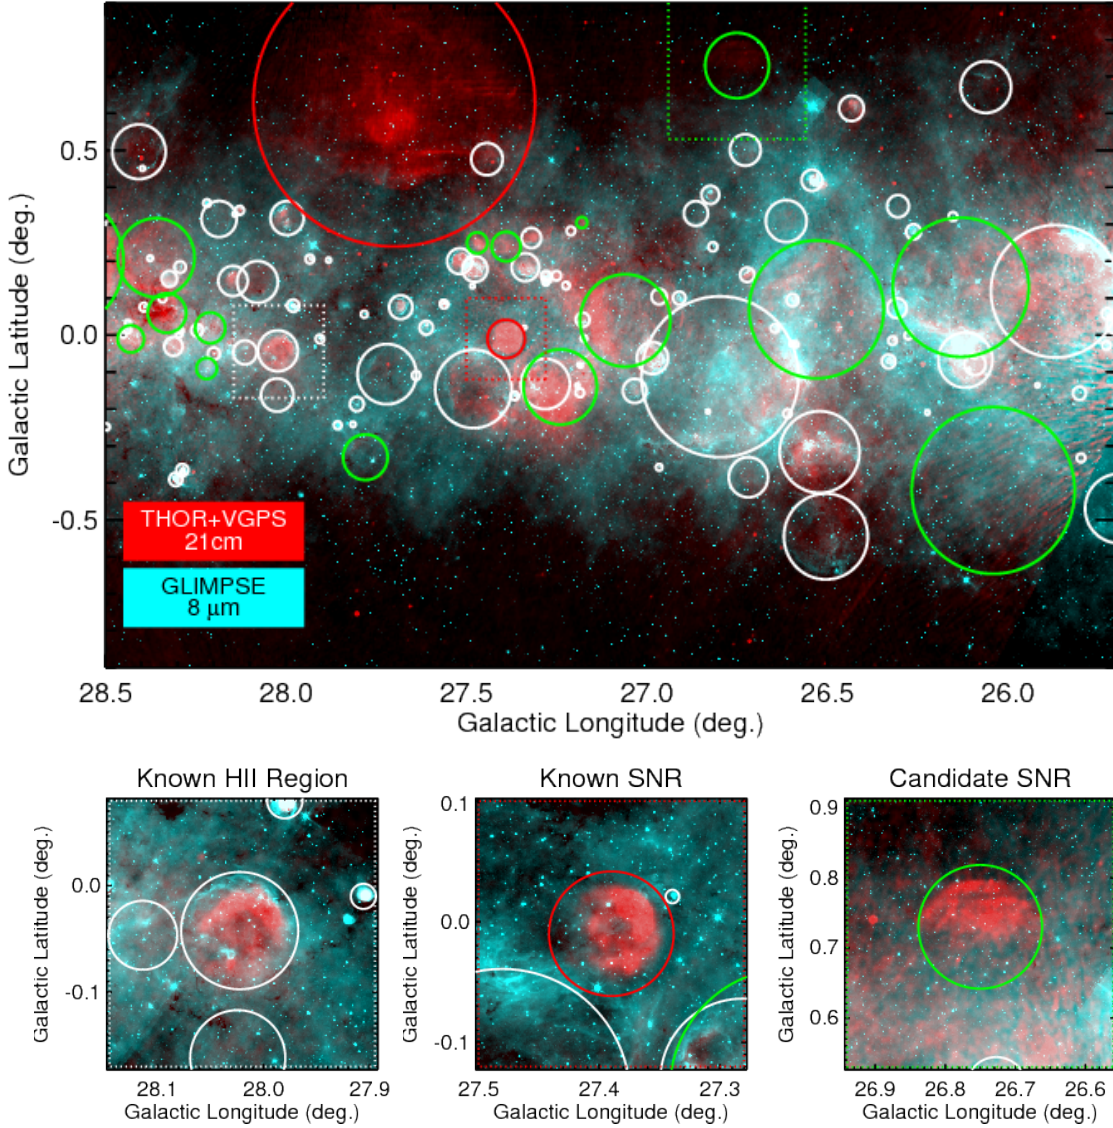 Galactic Latitude (deg.)
0.5
0.0
-0.5
THOR+VGPS
21cm
GLIMPSE
8 μm
28.5 28.0 27.5 27.0 26.5 26.0
Galactic Longitude (deg.)
Known HII Region
Galactic Latitude (deg.)
0.0
-0.1
28.1 28.0 27.9
Galactic Longitude (deg.)
Known SNR
Galactic Latitude (deg.)
0.1
0.0
-0.1
27.5 27.4 27.3
Galactic Longitude (deg.)
Candidate SNR
Galactic Latitude (deg.)
0.9
0.8
0.7
0.6
26.9 26.8 26.7 26.6
Galactic Longitude (deg.)